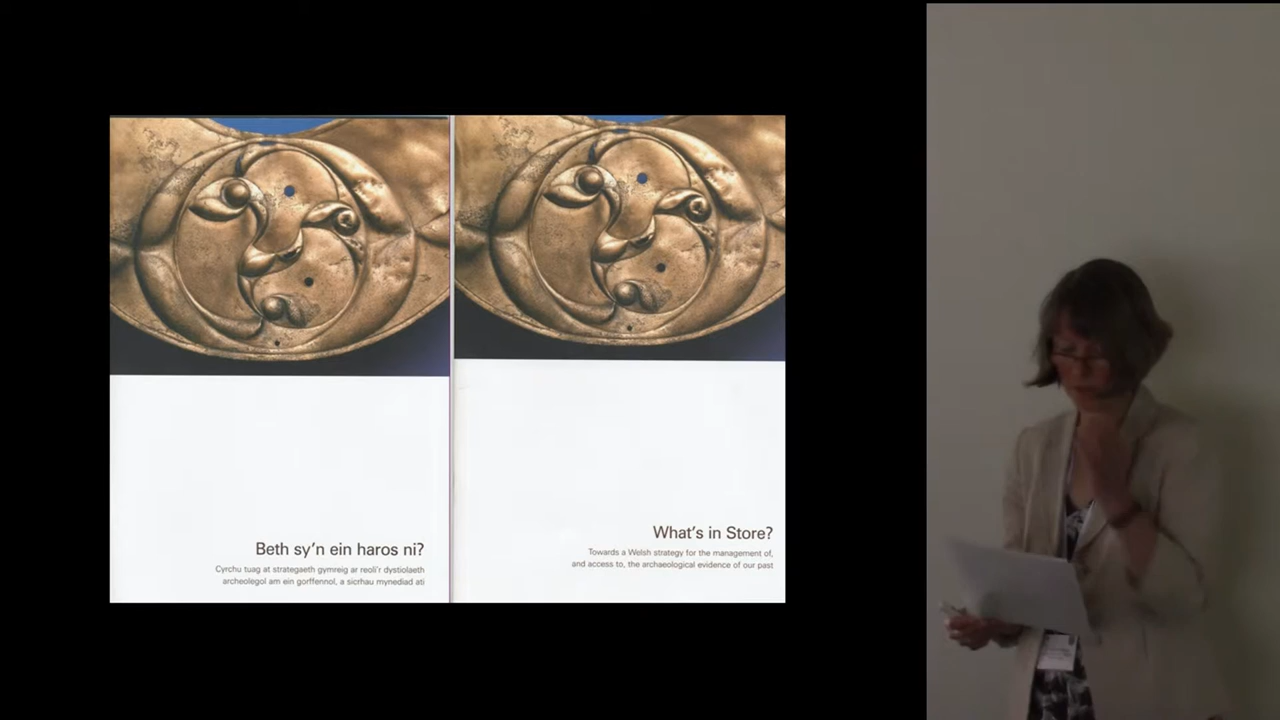 Beth sy'n ein haros ni?
Cyrchu tuag at strategaeth gymreig ar reoli'r dystiolaeth
archeolegol am ein gorffennol, a sicrhau mynediad ati
What's in Store?
Towards a Welsh strategy for the management of,
and access to, the archaeological evidence of our past